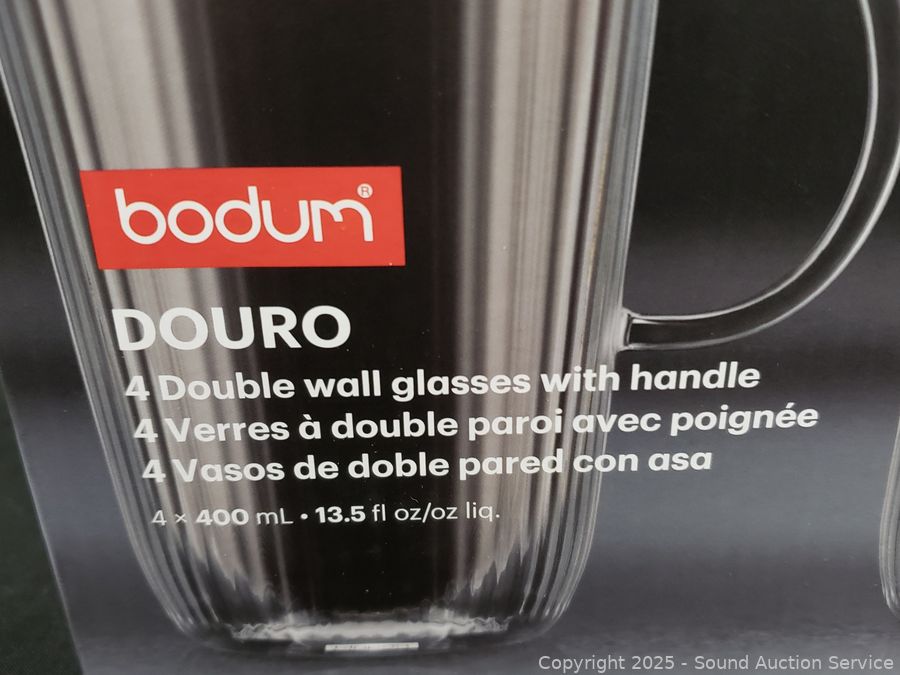 bodum®
DOURO
4 Double wall glasses with handle
4 Verres à double paroi avec poignée
4 Vasos de doble pared con asa
4 × 400 mL • 13.5 fl oz/oz liq.
Copyright 2025 - Sound Auction Service